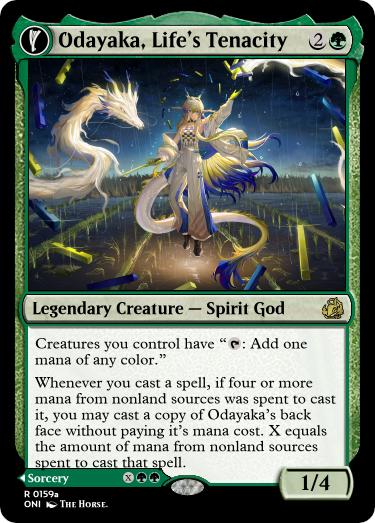 Odayaka, Life's Tenacity 2
Legendary Creature — Spirit God
Creatures you control have “: Add one
mana of any color.”
Whenever you cast a spell, if four or more
mana from nonland sources was spent to cast
it, you may cast a copy of Odayaka's back
face without paying it's mana cost. X equals
the amount of mana from nonland sources
spent to cast that spell.
Sorcery X
1/4
R 0159a
ONI The Horse.